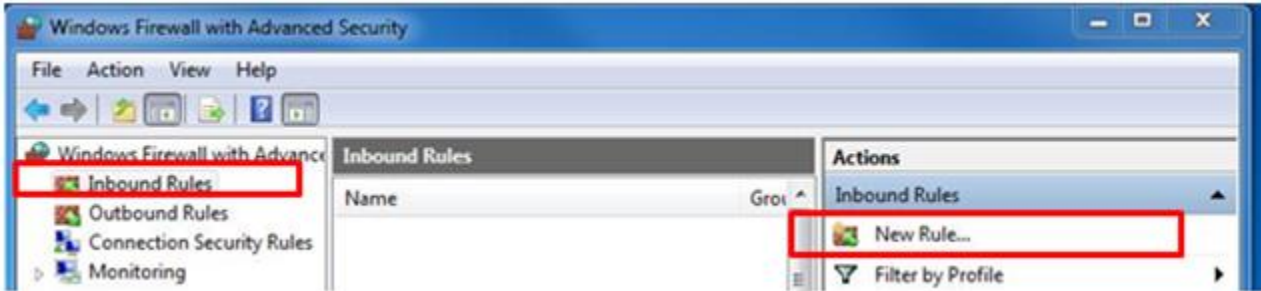 Windows Firewall with Advanced Security
File Action View Help
Windows Firewall with Advance
Inbound Rules
Outbound Rules
Connection Security Rules
Monitoring
Inbound Rules
Name Grou
Actions
Inbound Rules
New Rule...
Filter by Profile